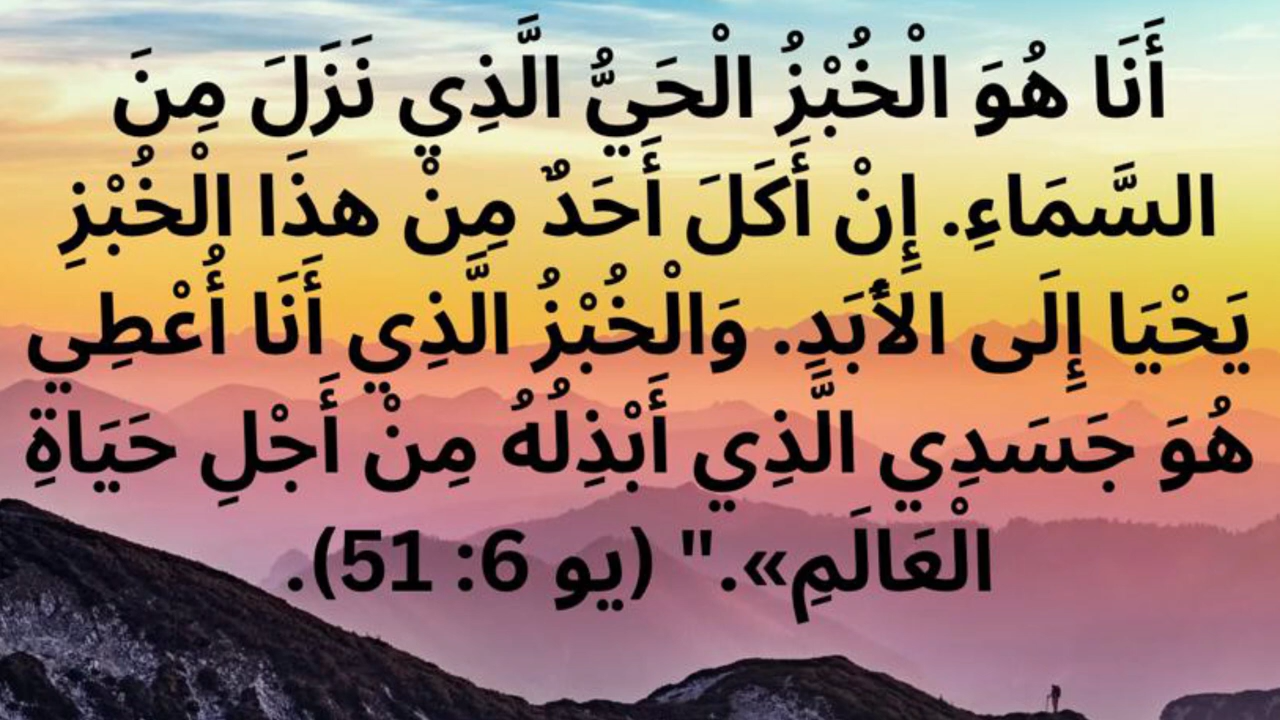 أَنَا هُوَ الْخُبْزُ الْحَيُّ الَّذِي نَزَلَ مِنَ
السَّمَاءِ. إِنْ أَكَلَ أَحَدٌ مِنْ هذَا الْخُبْزِ
يَحْيَا إِلَى الأَبَدِ. وَالْخُبْزُ الَّذِي أَنَا أُعْطِي
هُوَ جَسَدِي الَّذِي أَبْذِلُهُ مِنْ أَجْلِ حَيَاةِ
الْعَالَمِ»." (يو 6: 51).